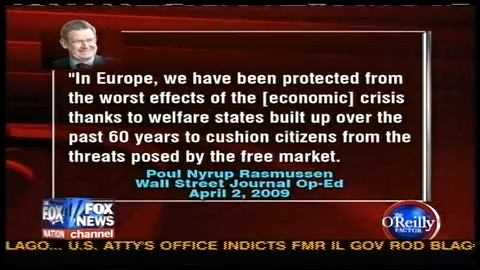 "In Europe, we have been protected from
the worst effects of the [economic] crisis
thanks to welfare states built up over the
past 60 years to cushion citizens from the
threats posed by the free market.
Poul Nyrup Rasmussen
Wall Street Journal Op-Ed
April 2, 2009
FOX
NATION
FOX
NEWS
channel
THE
O'Reilly
FACTOR
LAGO... U.S. ATTY'S OFFICE INDICTS FMR IL GOV ROD BLAG